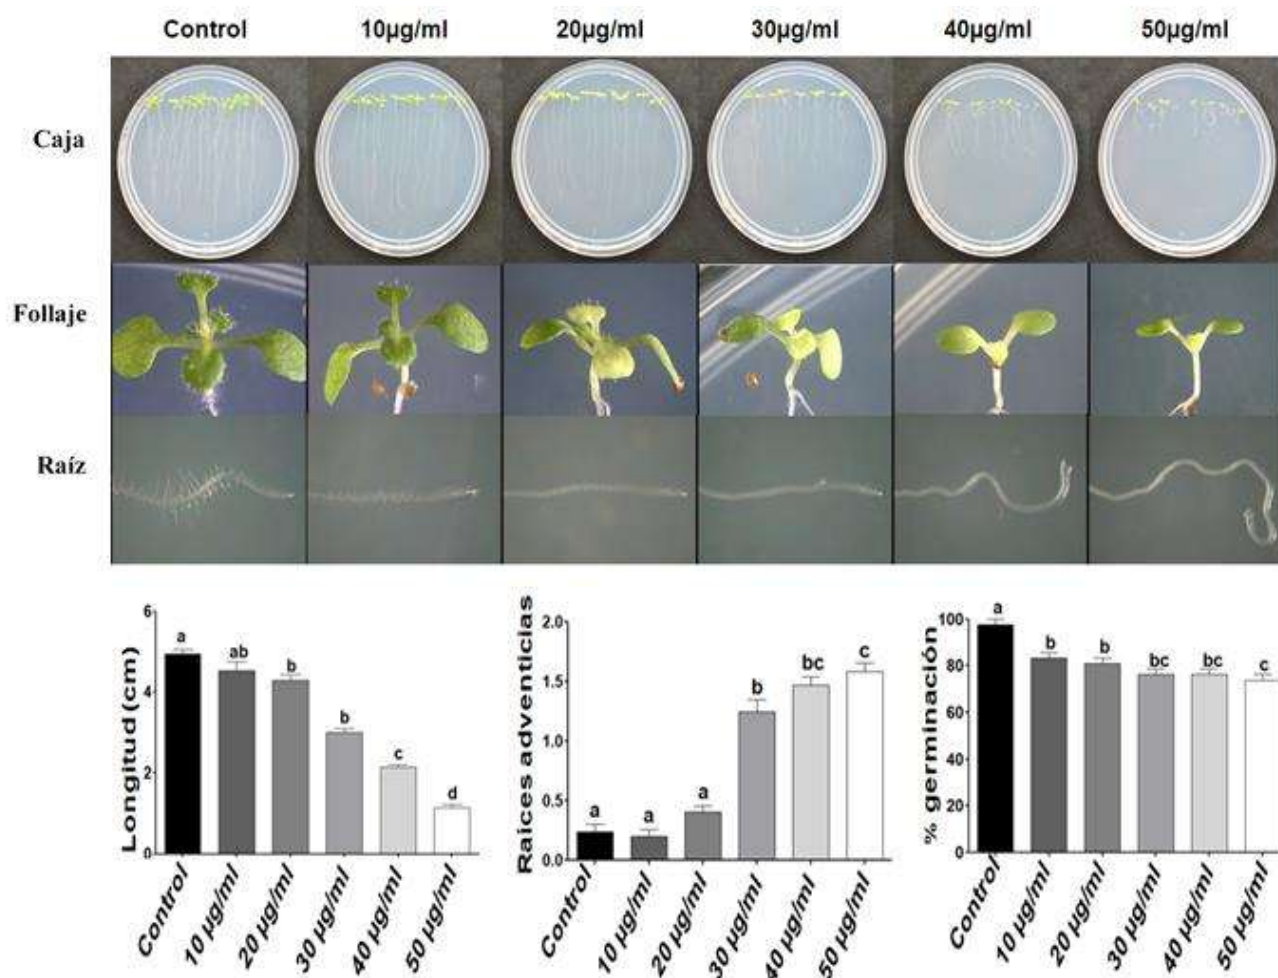 Control 10µg/ml 20µg/ml 30µg/ml 40µg/ml 50µg/ml
Caja
Follaje
Raíz
Longitud (cm)
6
4
2
0
a
ab
b
b
c
d
Control
10 µg/ml
20 µg/ml
30 µg/ml
40 µg/ml
50 µg/ml
Raices adventicias
2.0
1.5
1.0
0.5
0.0
a
a
a
b
bc
c
Control
10 µg/ml
20 µg/ml
30 µg/ml
40 µg/ml
50 µg/ml
% germinación
100
80
60
40
20
0
a
b
b
bc
bc
c
Control
10 µg/ml
20 µg/ml
30 µg/ml
40 µg/ml
50 µg/ml